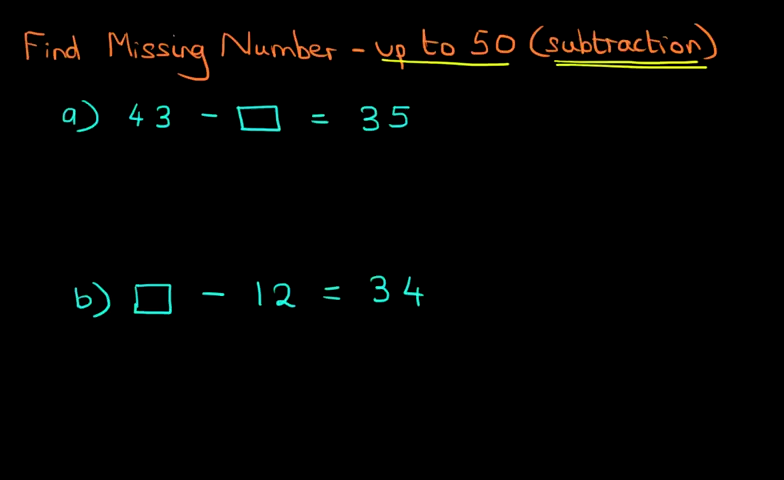 Find Missing Number - up to 50 (subtraction)
a) 43 - □ = 35
b) □ - 12 = 34